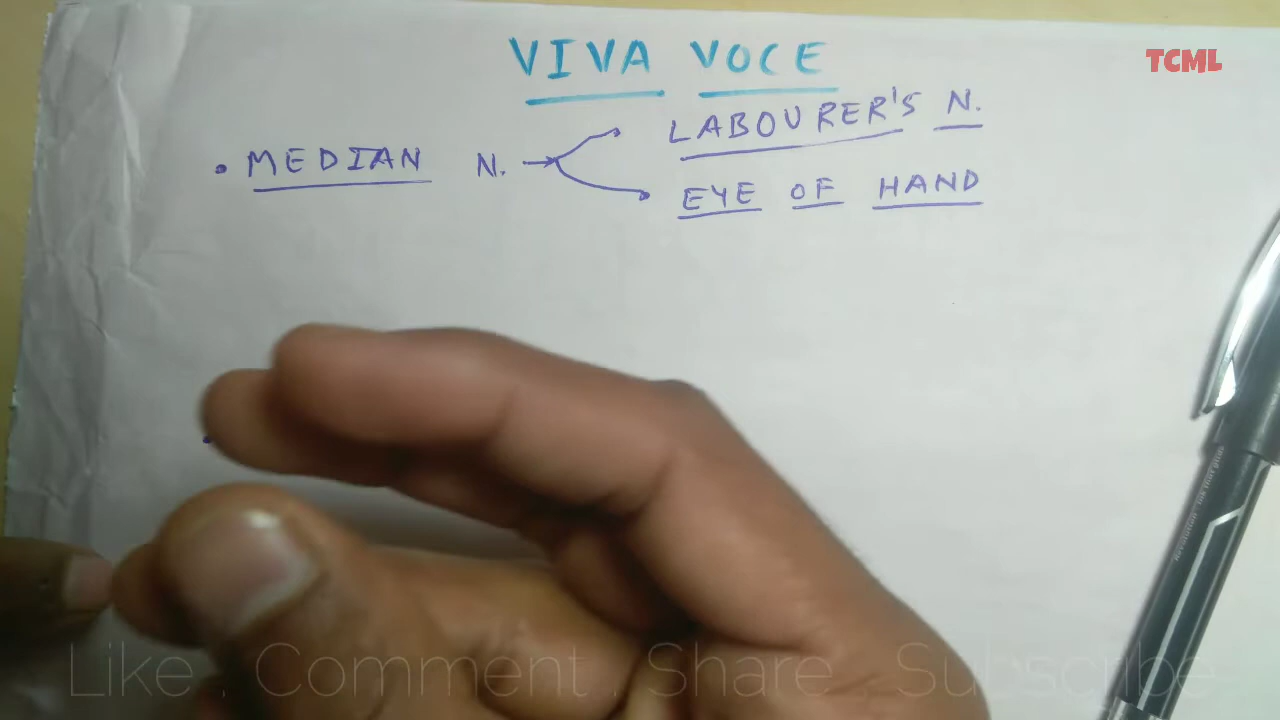 VIVA VOCE
TCML
LABOURER'S N.
• MEDIAN N. →
EYE OF HAND
Like . Comment . Share , Subscribe